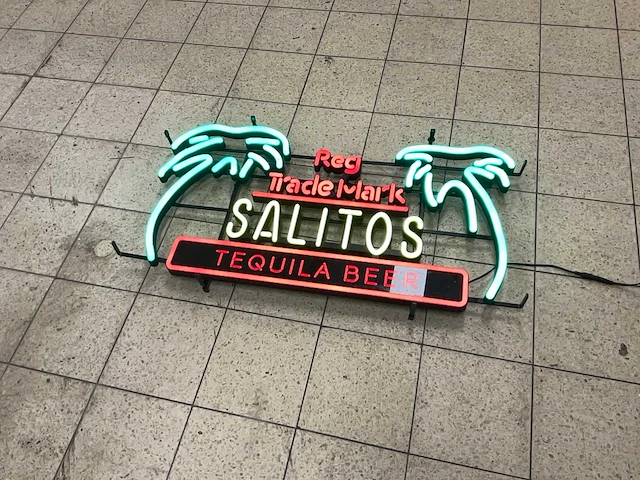 Reg
Trade Mark
SALITOS
TEQUILA BEER